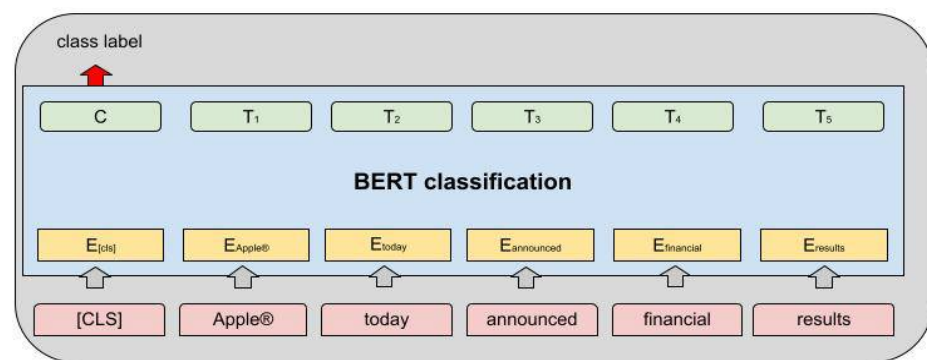 class label
C T₁ T₂ T₃ T₄ T₅
BERT classification
E[cls] EApple® Etoday Eannounced Efinancial Eresults
[CLS] Apple® today announced financial results